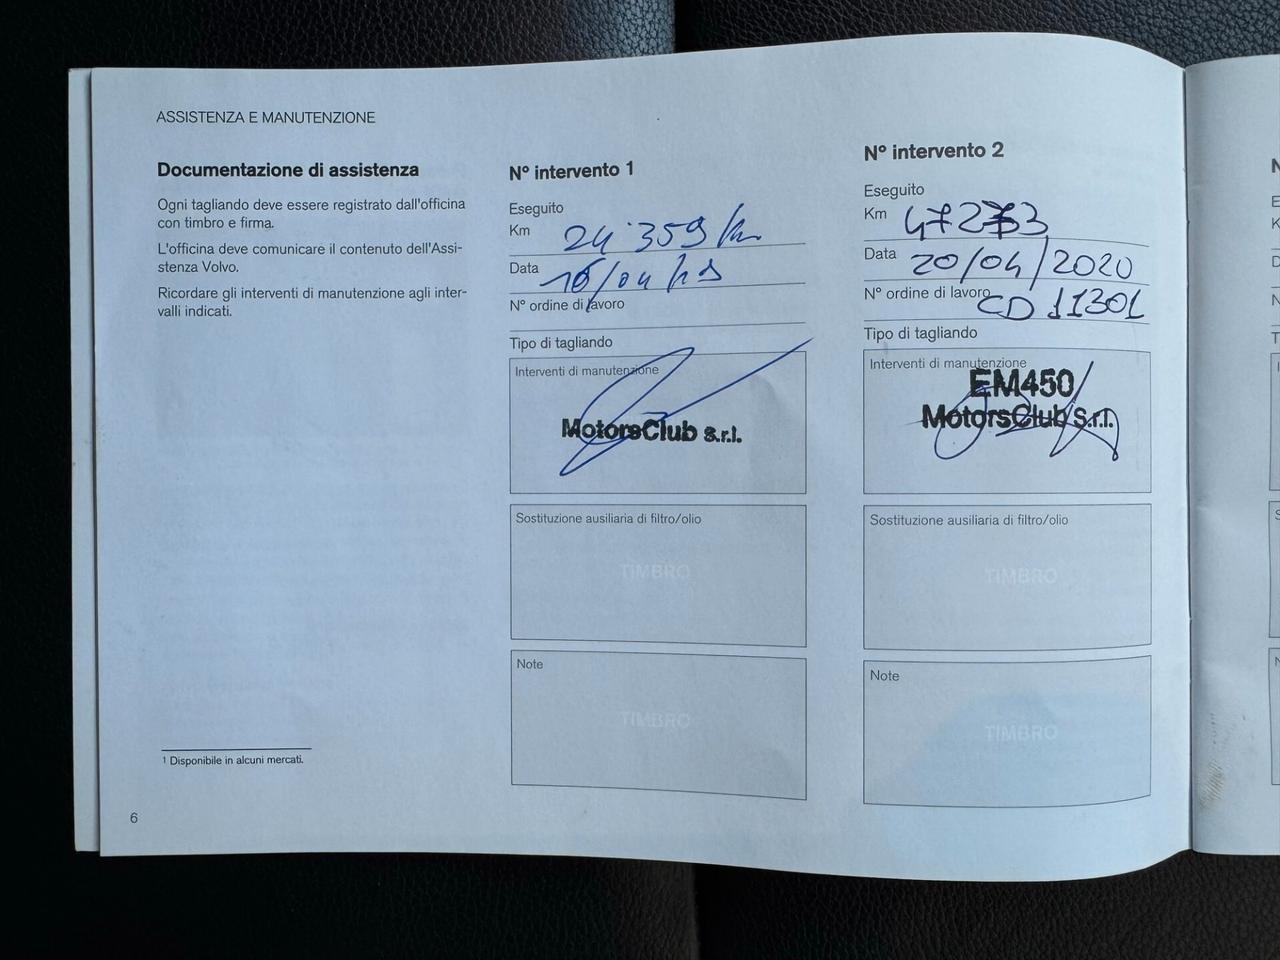 ASSISTENZA E MANUTENZIONE
Documentazione di assistenza
Ogni tagliando deve essere registrato dall'officina
con timbro e firma.
L'officina deve comunicare il contenuto dell'Assi-
stenza Volvo.
Ricordare gli interventi di manutenzione agli inter-
valli indicati.
1 Disponibile in alcuni mercati.
6
N° intervento 1
Eseguito
Km 24'359 km
Data
N° ordine di lavoro
Tipo di tagliando
Interventi di manutenzione
MotorsClub s.r.l.
Sostituzione ausiliaria di filtro/olio
TIMBRO
Note
TIMBRO
N° intervento 2
Eseguito
Km
Data 20/04/2020
N° ordine di lavoro CD 11301
Tipo di tagliando
Interventi di manutenzione
EM450
MotorsClub s.r.l.
Sostituzione ausiliaria di filtro/olio
TIMBRO
Note
TIMBRO